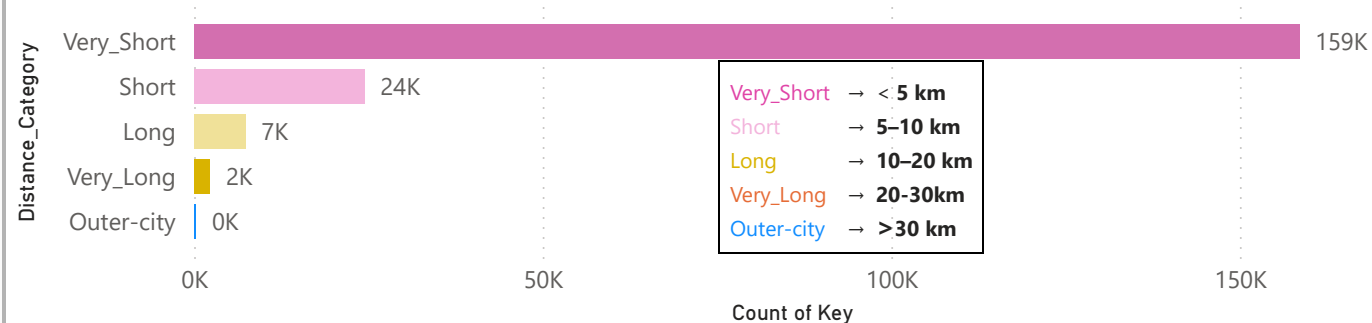 Distance_Category
Very_Short 159K
Short 24K
Long 7K
Very_Long 2K
Outer-city 0K
Very_Short → < 5 km
Short → 5–10 km
Long → 10–20 km
Very_Long → 20-30km
Outer-city → >30 km
0K 50K 100K 150K
Count of Key